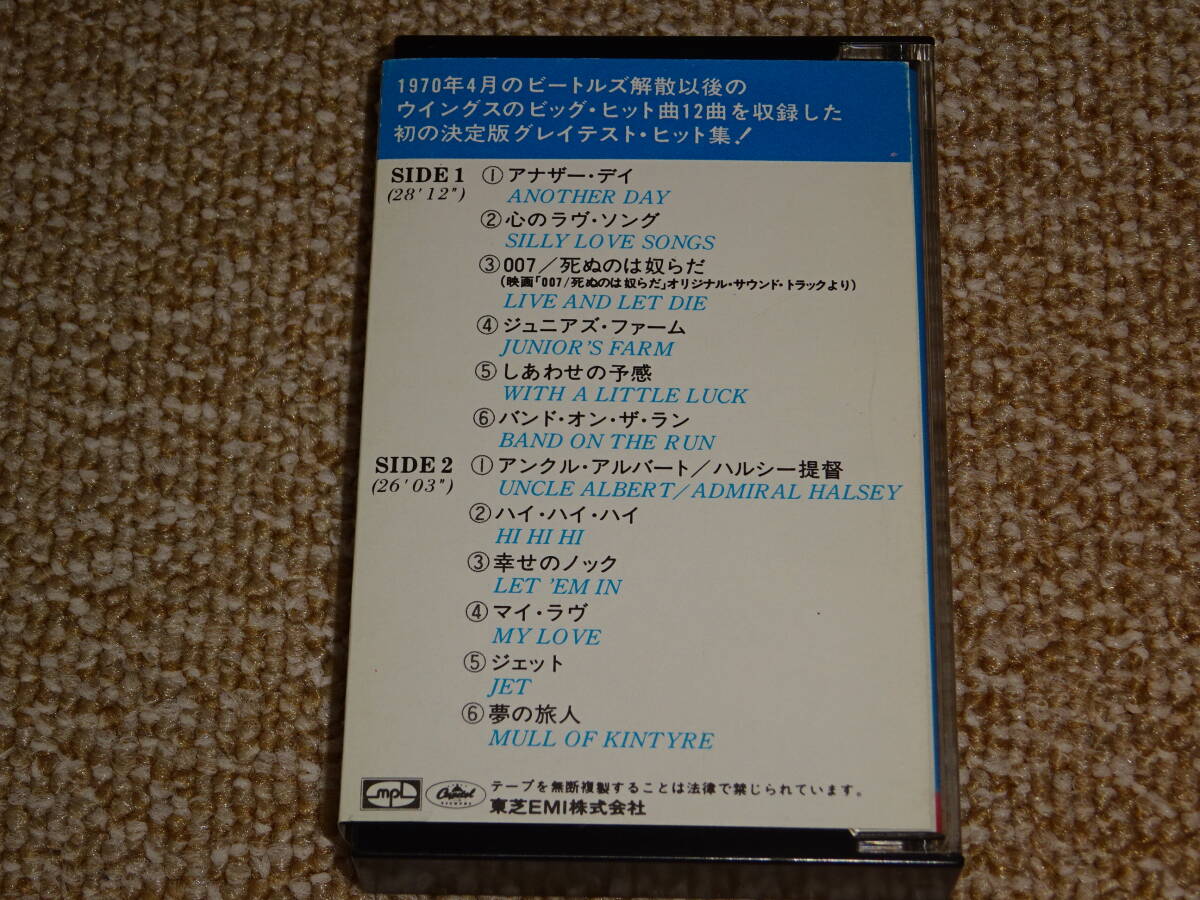 1970年4月のビートルズ解散以後の
ウイングスのビッグ・ヒット曲12曲を収録した
初の決定版グレイテスト・ヒット集!
SIDE 1 ①アナザー・デイ
(28'12") ANOTHER DAY
②心のラヴ・ソング
SILLY LOVE SONGS
③007/死ぬのは奴らだ
(映画「007/死ぬのは奴らだ」オリジナル・サウンド・トラックより)
LIVE AND LET DIE
④ジュニアズ・ファーム
JUNIOR'S FARM
⑤しあわせの予感
WITH A LITTLE LUCK
⑥バンド・オン・ザ・ラン
BAND ON THE RUN
SIDE 2 ①アンクル・アルバート/ハルシー提督
(26'03") UNCLE ALBERT/ADMIRAL HALSEY
②ハイ・ハイ・ハイ
HI HI HI
③幸せのノック
LET 'EM IN
④マイ・ラヴ
MY LOVE
⑤ジェット
JET
⑥夢の旅人
MULL OF KINTYRE
mpl Capitol RECORDS テープを無断複製することは法律で禁じられています。
東芝EMI株式会社